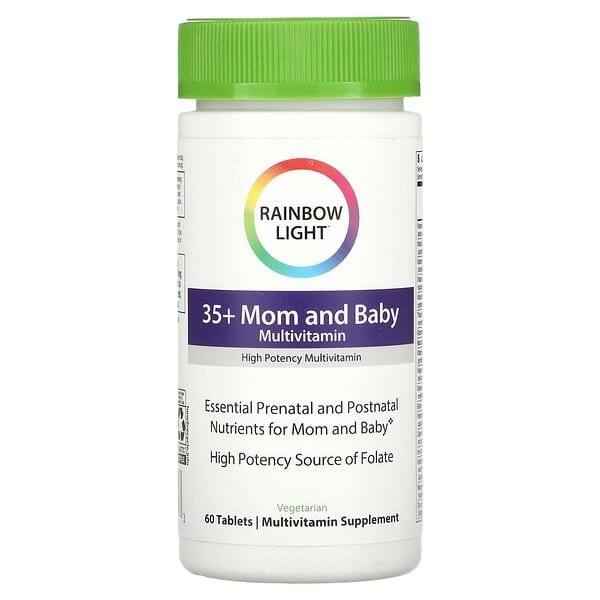 RAINBOW
LIGHT™
35+ Mom and Baby
Multivitamin
High Potency Multivitamin
Essential Prenatal and Postnatal
Nutrients for Mom and Baby❖
High Potency Source of Folate
Vegetarian
60 Tablets | Multivitamin Supplement